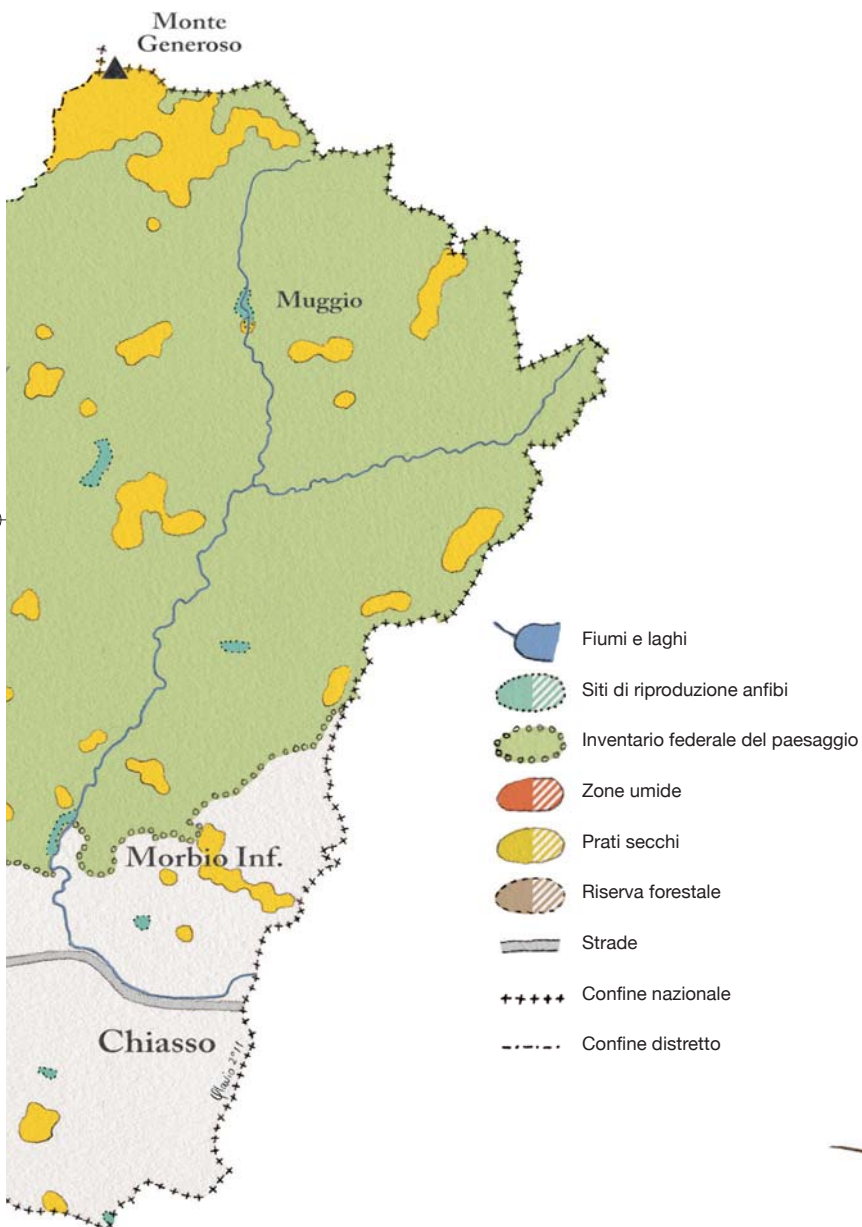 Monte
Generoso
Muggio
Morbio Inf.
Chiasso
Fiumi e laghi
Siti di riproduzione anfibi
Inventario federale del paesaggio
Zone umide
Prati secchi
Riserva forestale
Strade
Confine nazionale
Confine distretto